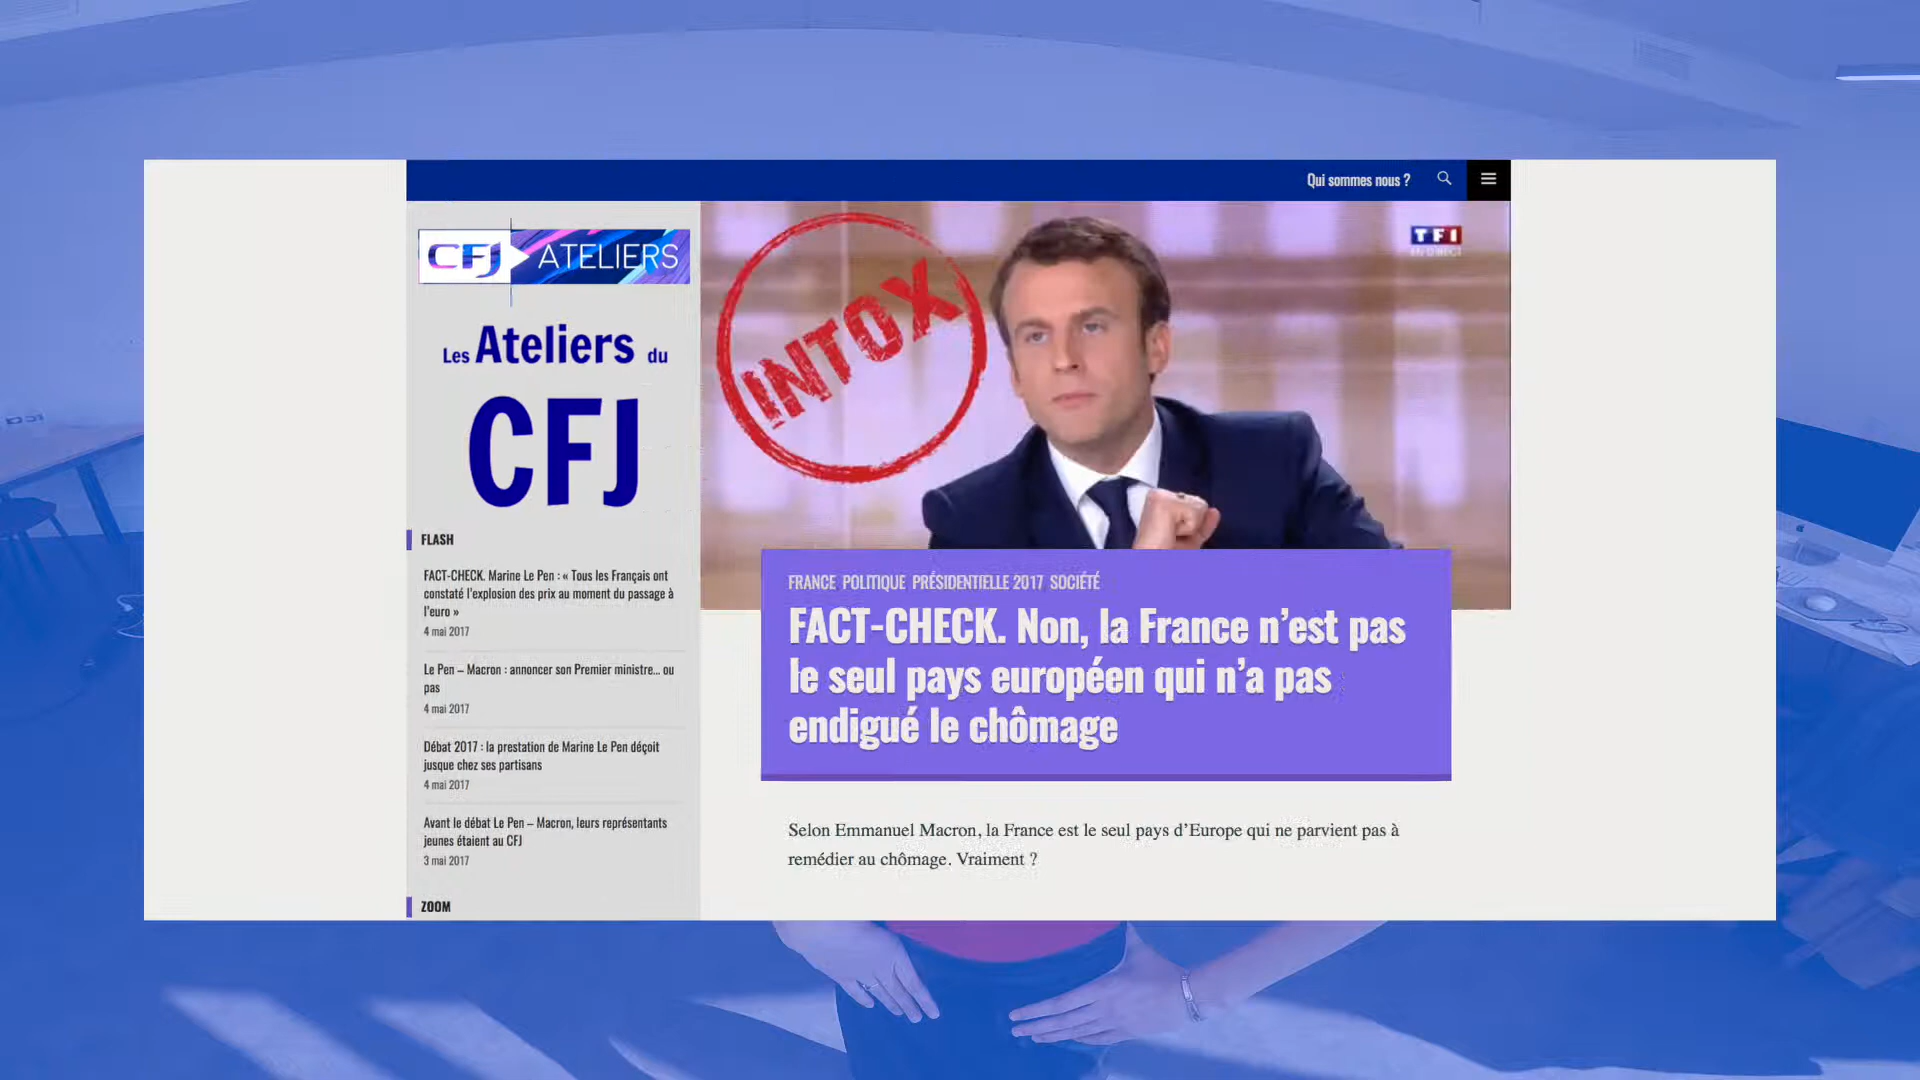 Qui sommes nous ?
CFJ ATELIERS
Les Ateliers du
CFJ
FLASH
FACT-CHECK. Marine Le Pen : « Tous les Français ont
constaté l'explosion des prix au moment du passage à
l'euro »
4 mai 2017
Le Pen – Macron : annoncer son Premier ministre... ou
pas
4 mai 2017
Débat 2017 : la prestation de Marine Le Pen déçoit
jusque chez ses partisans
4 mai 2017
Avant le débat Le Pen – Macron, leurs représentants
jeunes étaient au CFJ
3 mai 2017
ZOOM
INTOX
TF1
EN DIRECT
FRANCE POLITIQUE PRÉSIDENTIELLE 2017 SOCIÉTÉ
FACT-CHECK. Non, la France n'est pas
le seul pays européen qui n'a pas
endigué le chômage
Selon Emmanuel Macron, la France est le seul pays d'Europe qui ne parvient pas à
remédier au chômage. Vraiment ?